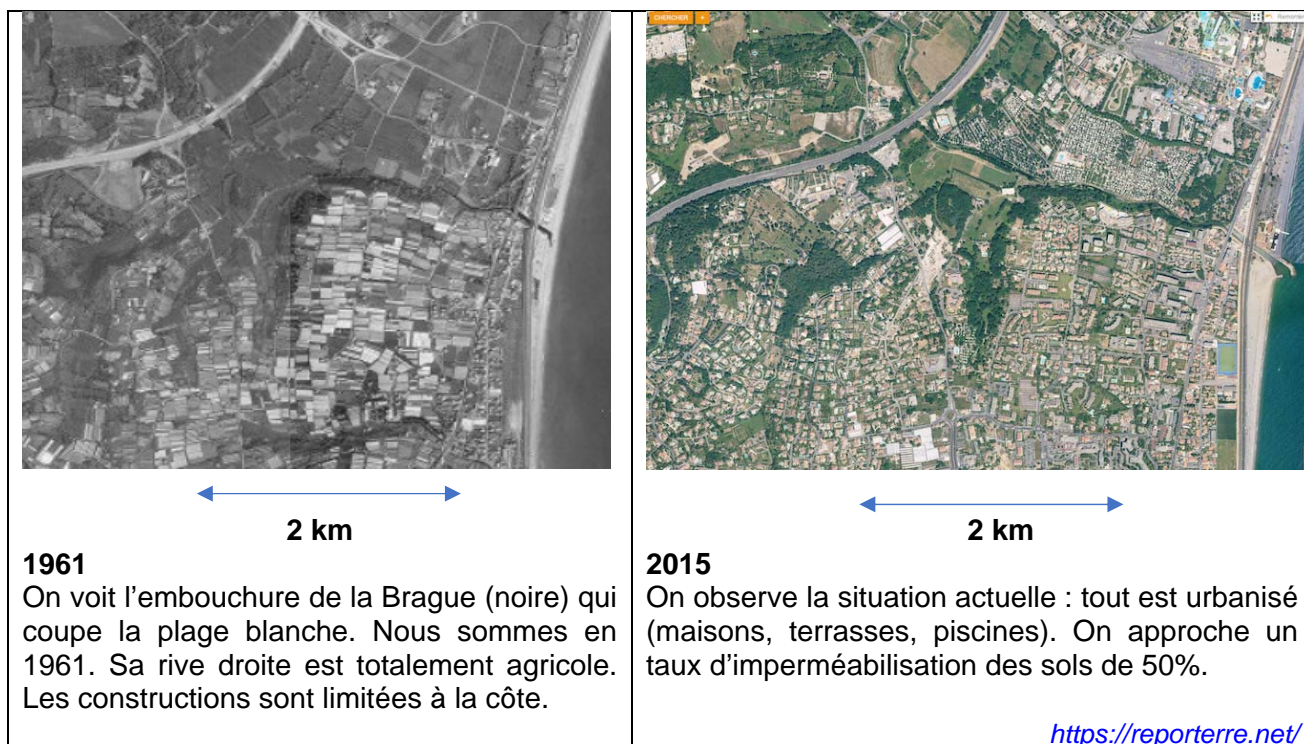 CHERCHER +
Remonter
2 km
1961
On voit l’embouchure de la Brague (noire) qui
coupe la plage blanche. Nous sommes en
1961. Sa rive droite est totalement agricole.
Les constructions sont limitées à la côte.
2 km
2015
On observe la situation actuelle : tout est urbanisé
(maisons, terrasses, piscines). On approche un
taux d’imperméabilisation des sols de 50%.
https://reporterre.net/